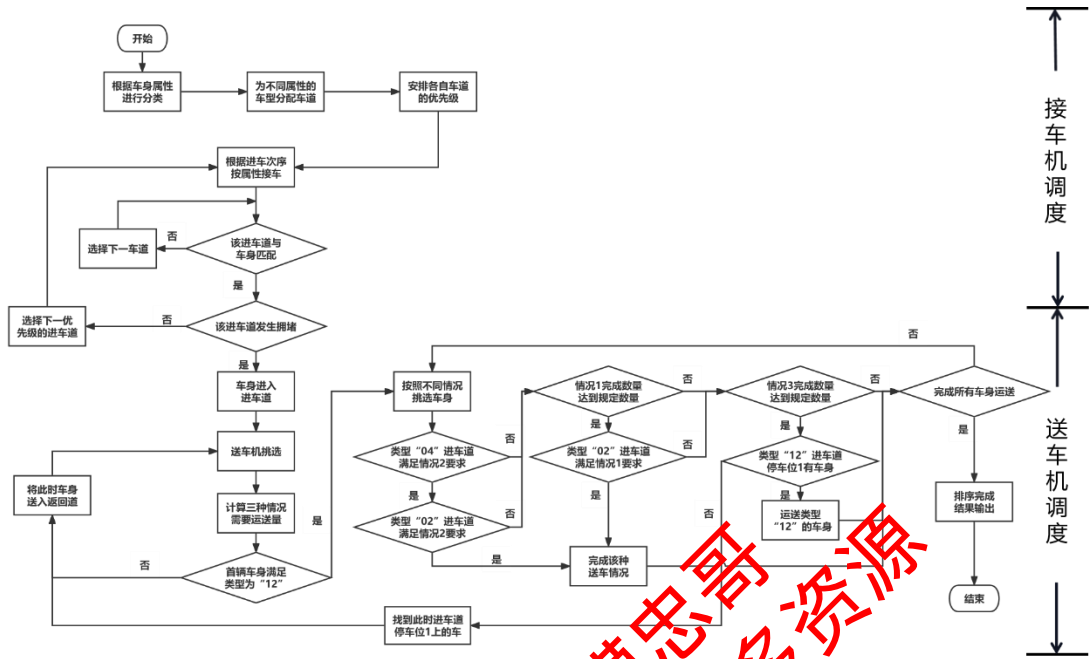 开始
根据车身属性
进行分类
为不同属性的
车型分配车道
安排各自车道
的优先级
根据进车次序
按属性接车
选择下一车道
否
该进车道与
车身匹配
是
选择下一优
先级的进车道
否
该进车道发生拥堵
是
车身进入
进车道
送车机挑选
将此时车身
送入返回道
计算三种情况
需要运送量
是
否
首辆车身满足
类型为“12”
按照不同情况
挑选车身
类型“04”进车道
满足情况2要求
否
是
类型“02”进车道
满足情况2要求
否
是
情况1完成数量
达到规定数量
否
是
类型“02”进车道
满足情况1要求
否
是
完成该种
送车情况
情况3完成数量
达到规定数量
否
是
类型“12”进车道
停车位1有车身
否
是
运送类型
“12”的车身
找到此时进车道
停车位1上的车
否
完成所有车身运送
是
排序完成
结果输出
结束
接车机调度
送车机调度
忠哥
多资源